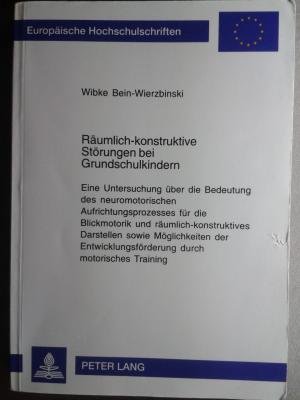 Europäische Hochschulschriften
Wibke Bein-Wierzbinski
Räumlich-konstruktive
Störungen bei
Grundschulkindern
Eine Untersuchung über die Bedeutung
des neuromotorischen
Aufrichtungsprozesses für die
Blickmotorik und räumlich-konstruktives
Darstellen sowie Möglichkeiten der
Entwicklungsförderung durch
motorisches Training
PETER LANG